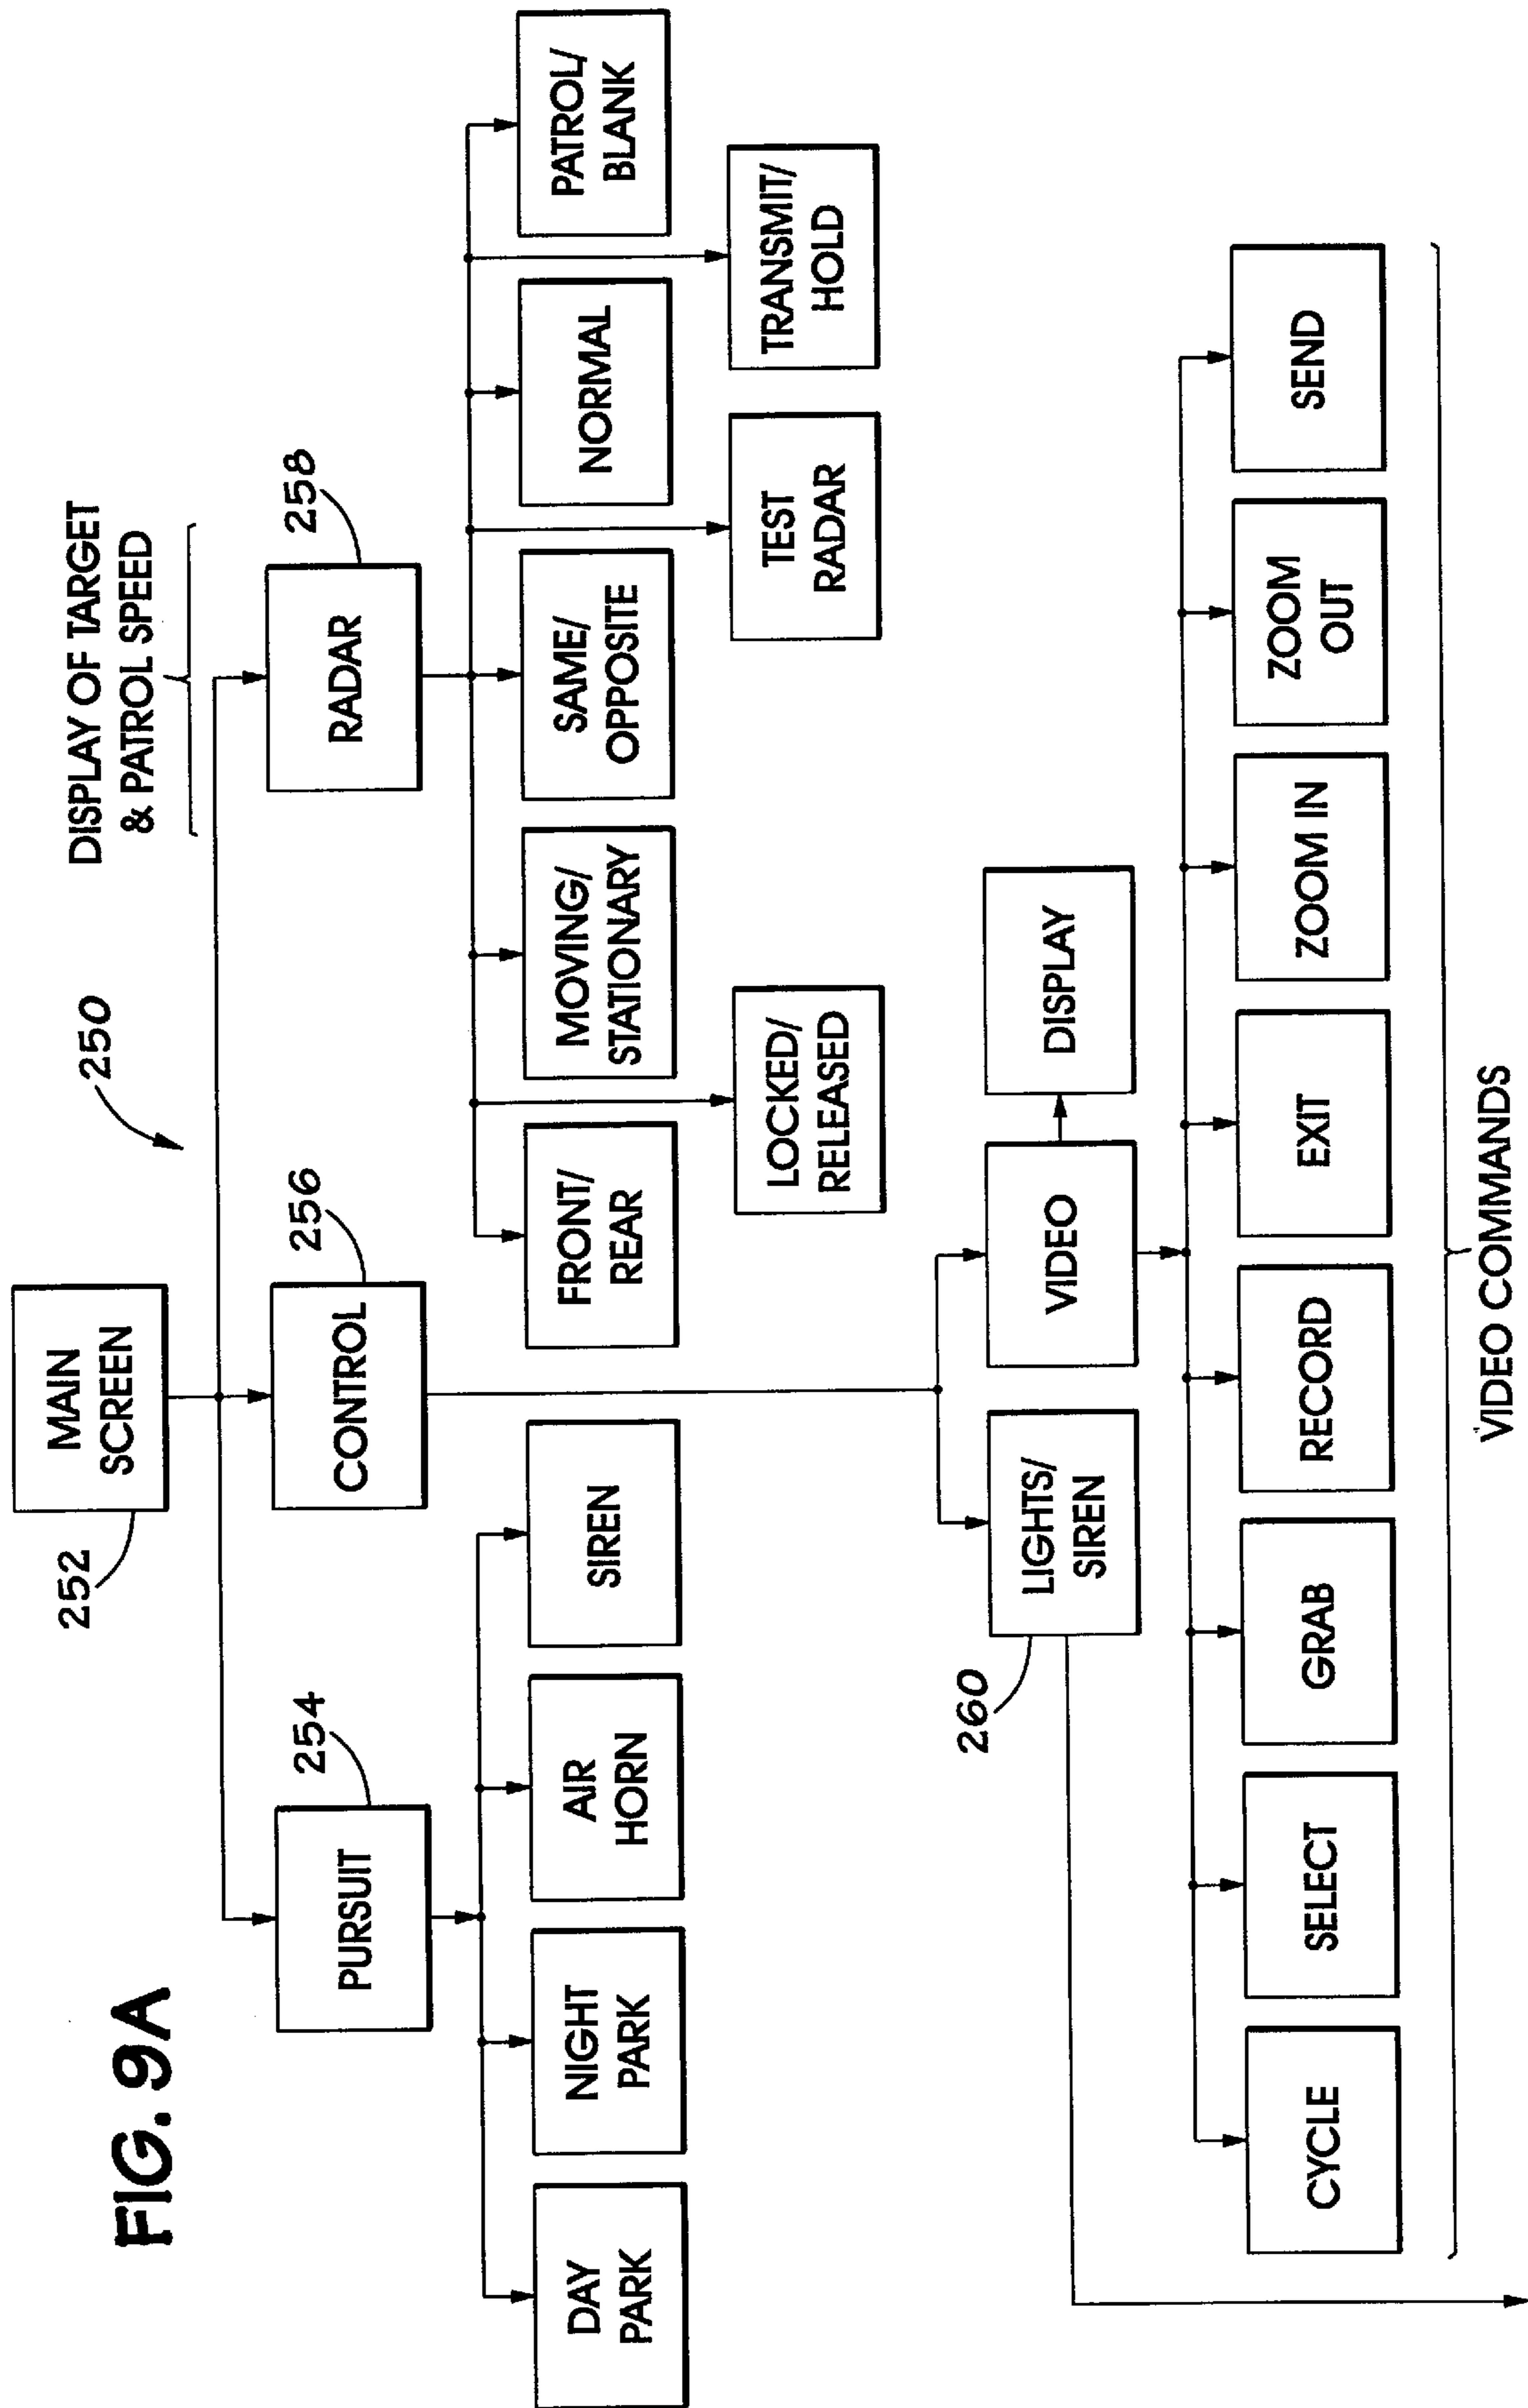 FIG. 9A
250
252
MAIN
SCREEN
DISPLAY OF TARGET
& PATROL SPEED
254
PURSUIT
256
CONTROL
258
RADAR
DAY
PARK
NIGHT
PARK
AIR
HORN
SIREN
FRONT/
REAR
MOVING/
STATIONARY
SAME/
OPPOSITE
NORMAL
PATROL/
BLANK
LOCKED/
RELEASED
TEST
RADAR
TRANSMIT/
HOLD
260
LIGHTS/
SIREN
VIDEO
DISPLAY
CYCLE
SELECT
GRAB
RECORD
EXIT
ZOOM IN
ZOOM
OUT
SEND
VIDEO COMMANDS